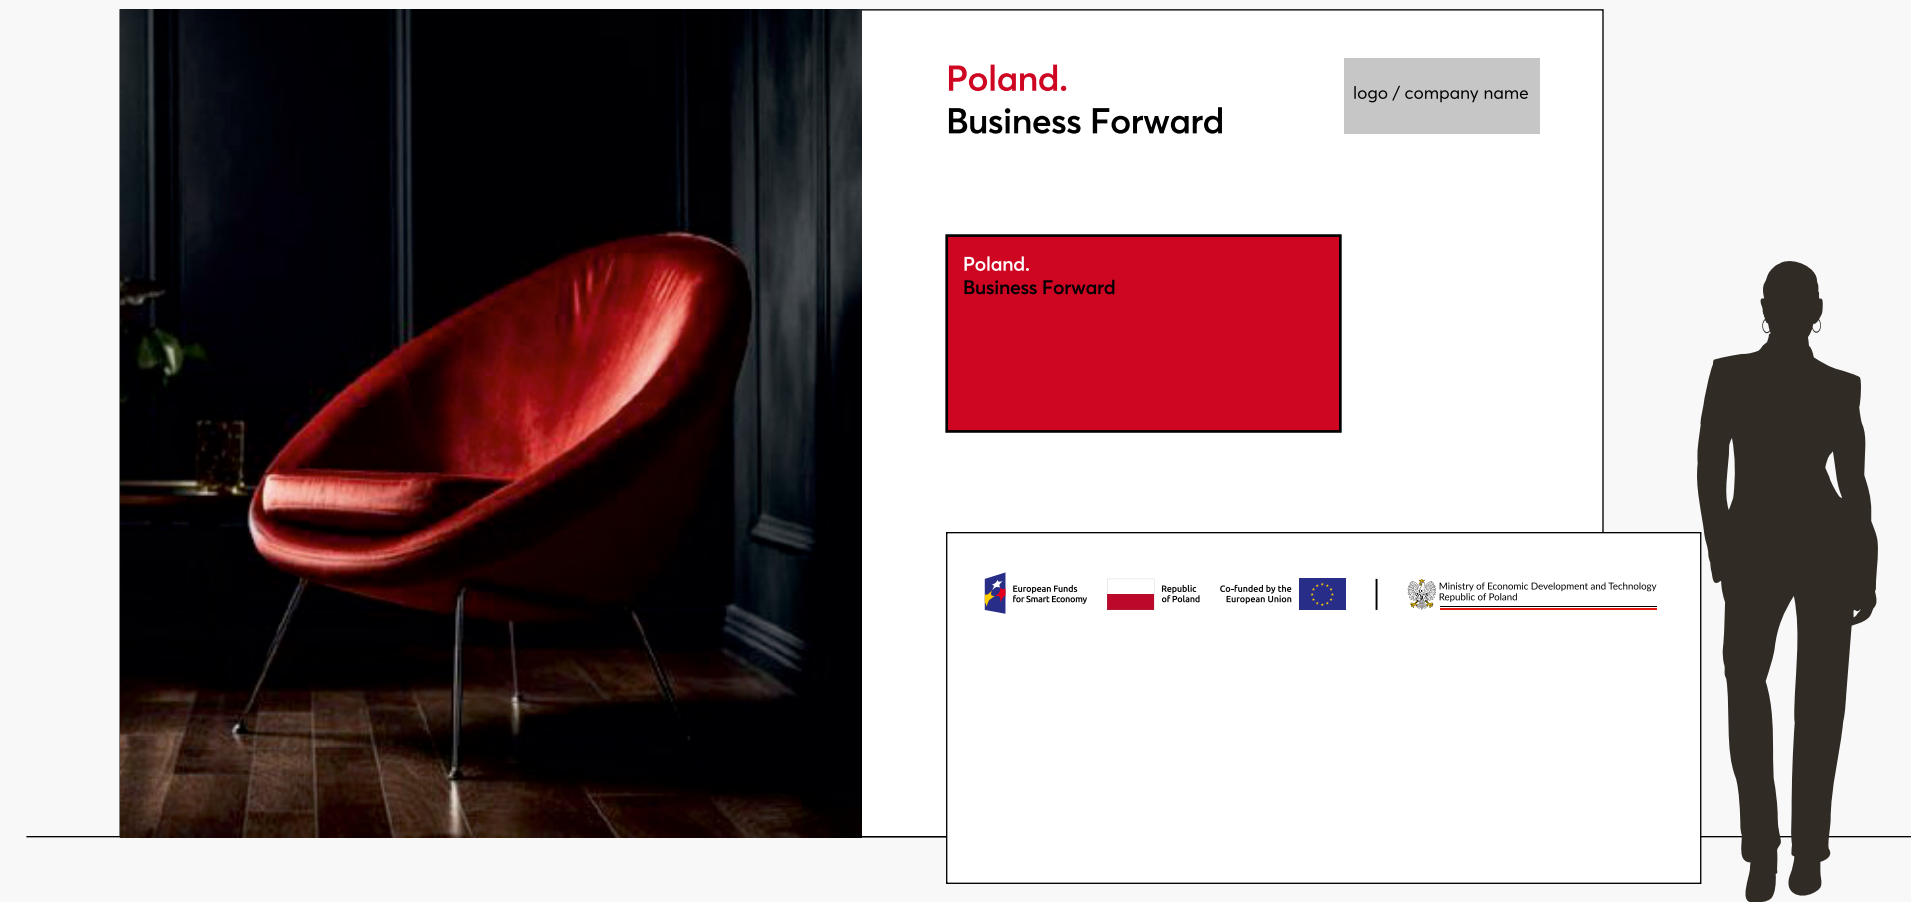 Poland.
Business Forward
logo / company name
Poland.
Business Forward
European Funds
for Smart Economy
Republic
of Poland
Co-funded by the
European Union
Ministry of Economic Development and Technology
Republic of Poland